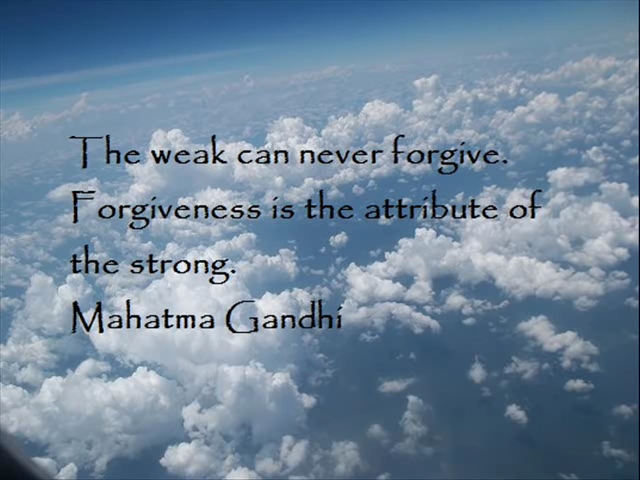 The weak can never forgive.
Forgiveness is the attribute of
the strong.
Mahatma Gandhi